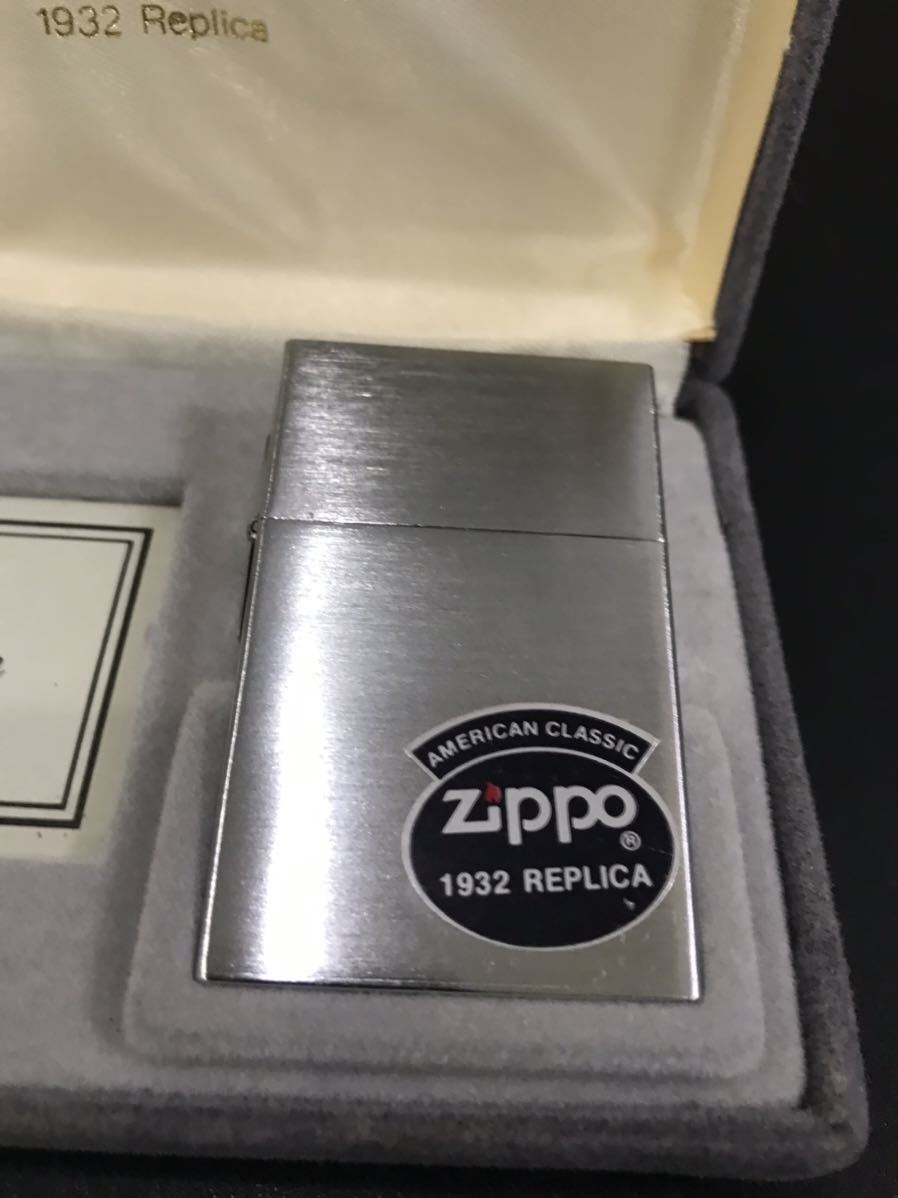 1932 Replica
AMERICAN CLASSIC
Zippo
®
1932 REPLICA